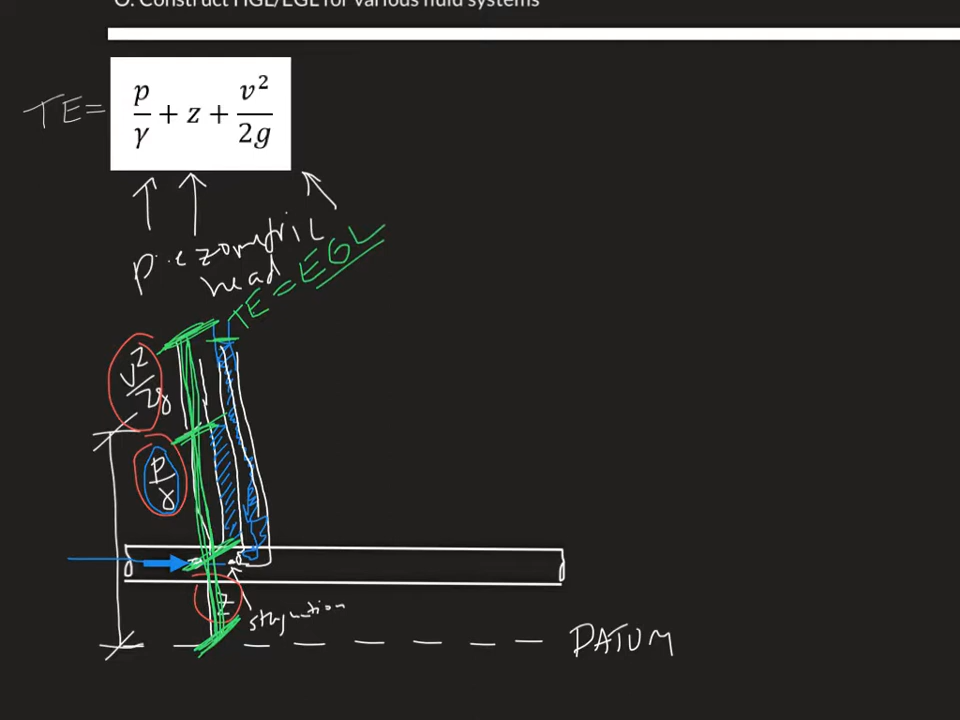 O. Construct HGL/EGL for various fluid systems
TE= p/γ + z + v²/2g
piezometric
head
TE=EGL
v²/2g
P/γ
z
stagnation
DATUM